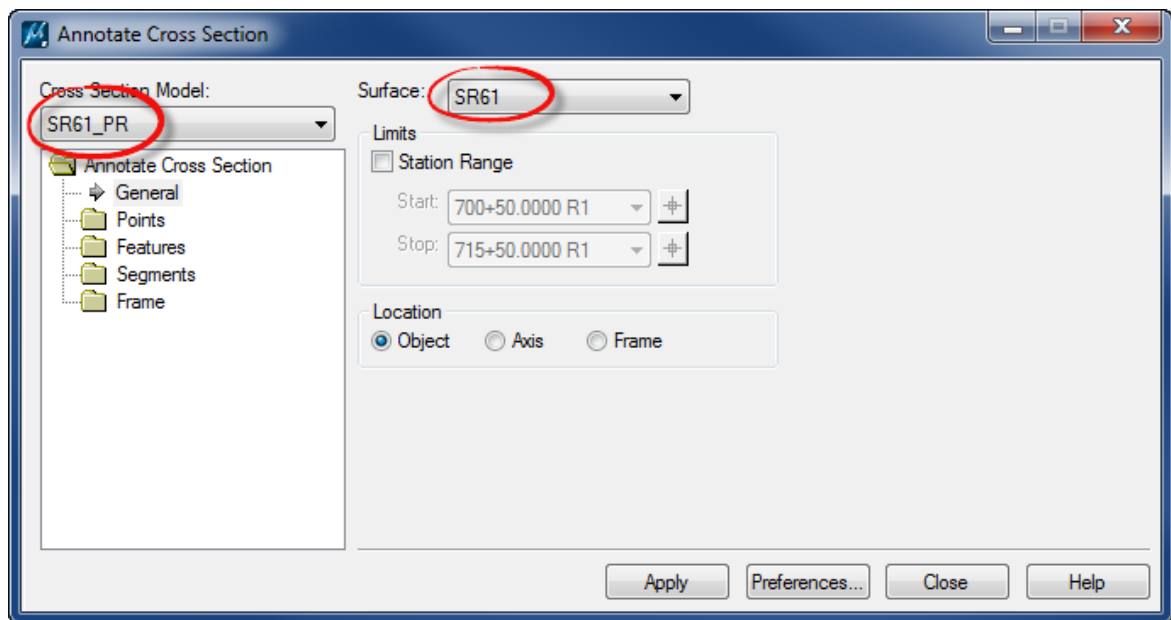 Annotate Cross Section
Cross Section Model:
SR61_PR
Annotate Cross Section
General
Points
Features
Segments
Frame
Surface: SR61
Limits
Station Range
Start: 700+50.0000 R1
Stop: 715+50.0000 R1
Location
Object Axis Frame
Apply Preferences... Close Help